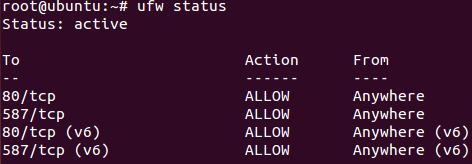 root@ubuntu:~# ufw status
Status: active
To Action From
-- ------ ----
80/tcp ALLOW Anywhere
587/tcp ALLOW Anywhere
80/tcp (v6) ALLOW Anywhere (v6)
587/tcp (v6) ALLOW Anywhere (v6)